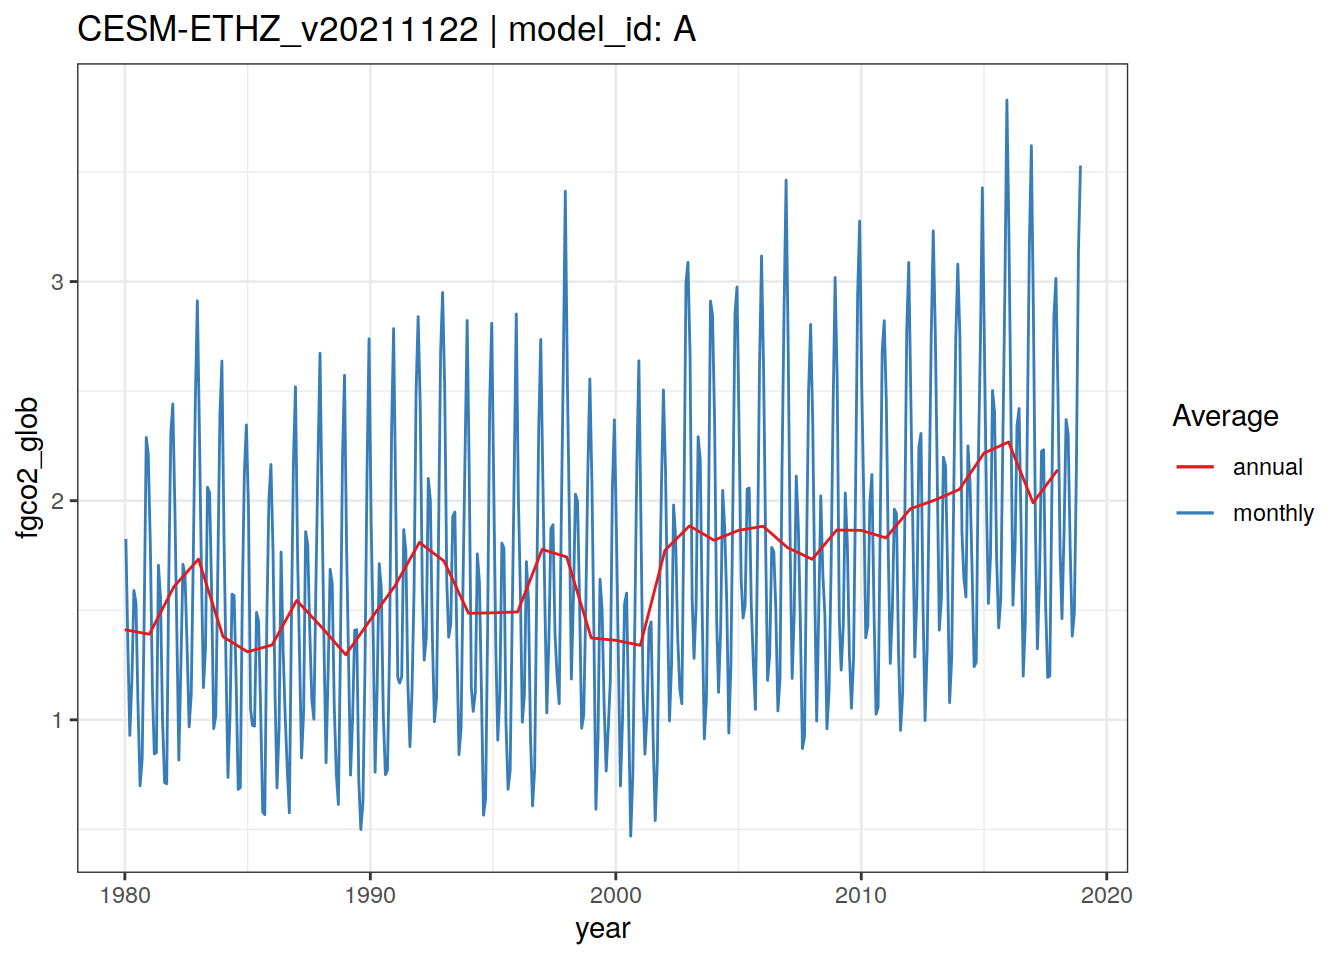 CESM-ETHZ_v20211122 | model_id: A
fgco2_glob
3
2
1
1980
1990
2000
2010
2020
year
Average
annual
monthly